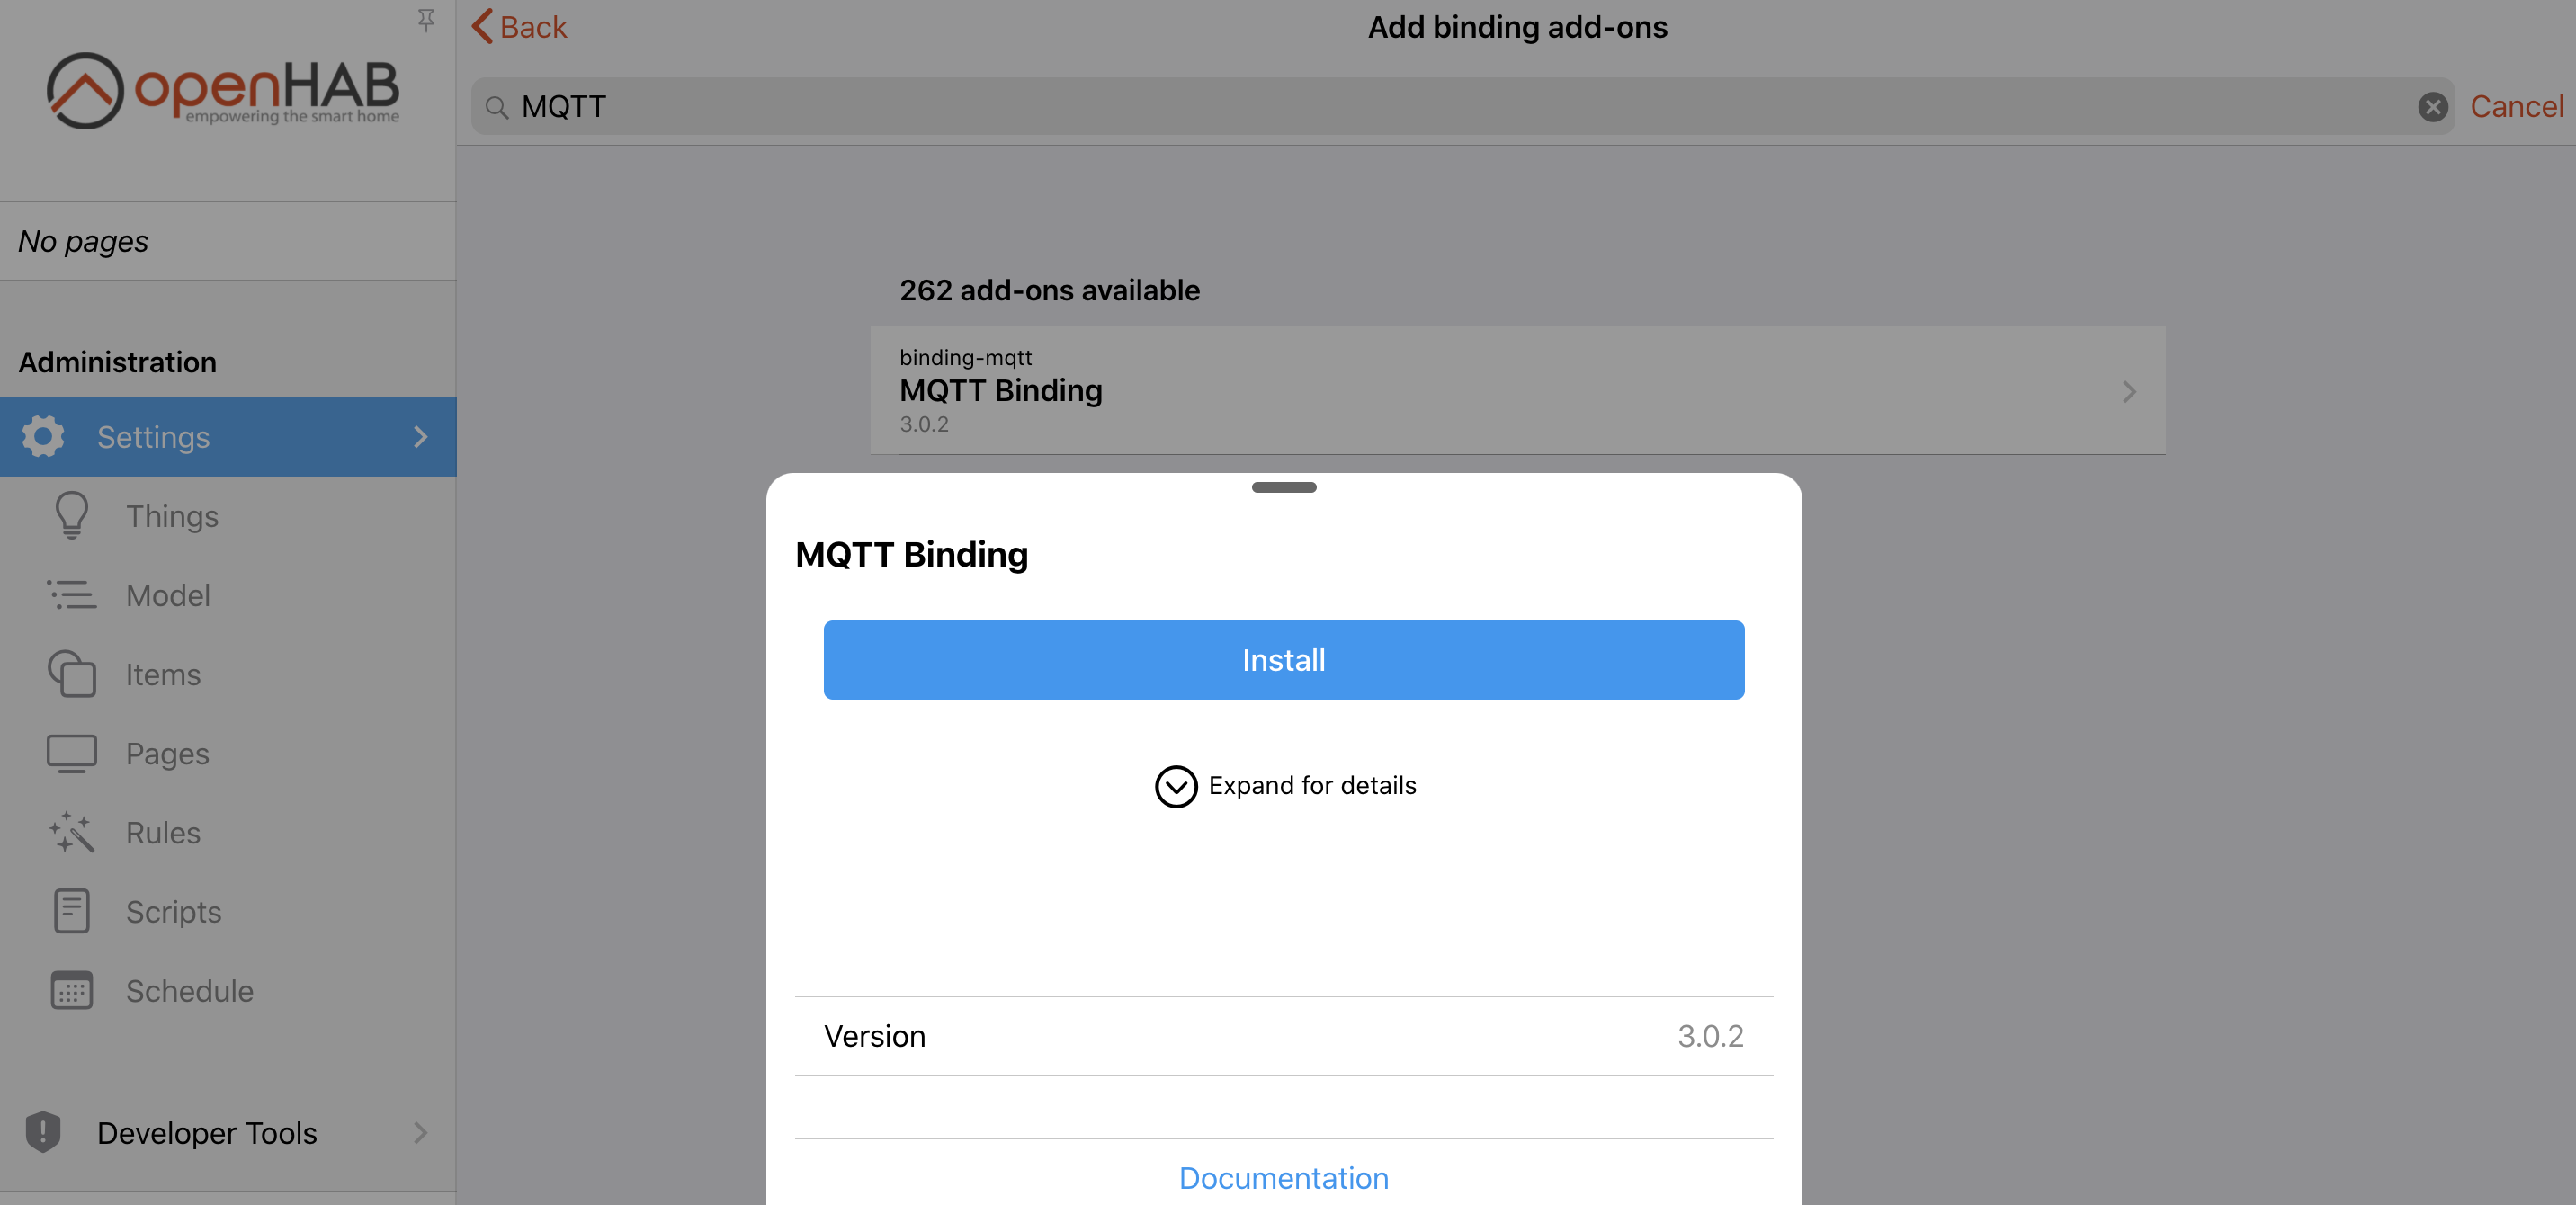 openHAB
empowering the smart home
No pages
Administration
Settings
Things
Model
Items
Pages
Rules
Scripts
Schedule
Developer Tools
Back
Add binding add-ons
MQTT
Cancel
262 add-ons available
binding-mqtt
MQTT Binding
3.0.2
MQTT Binding
Install
Expand for details
Version 3.0.2
Documentation